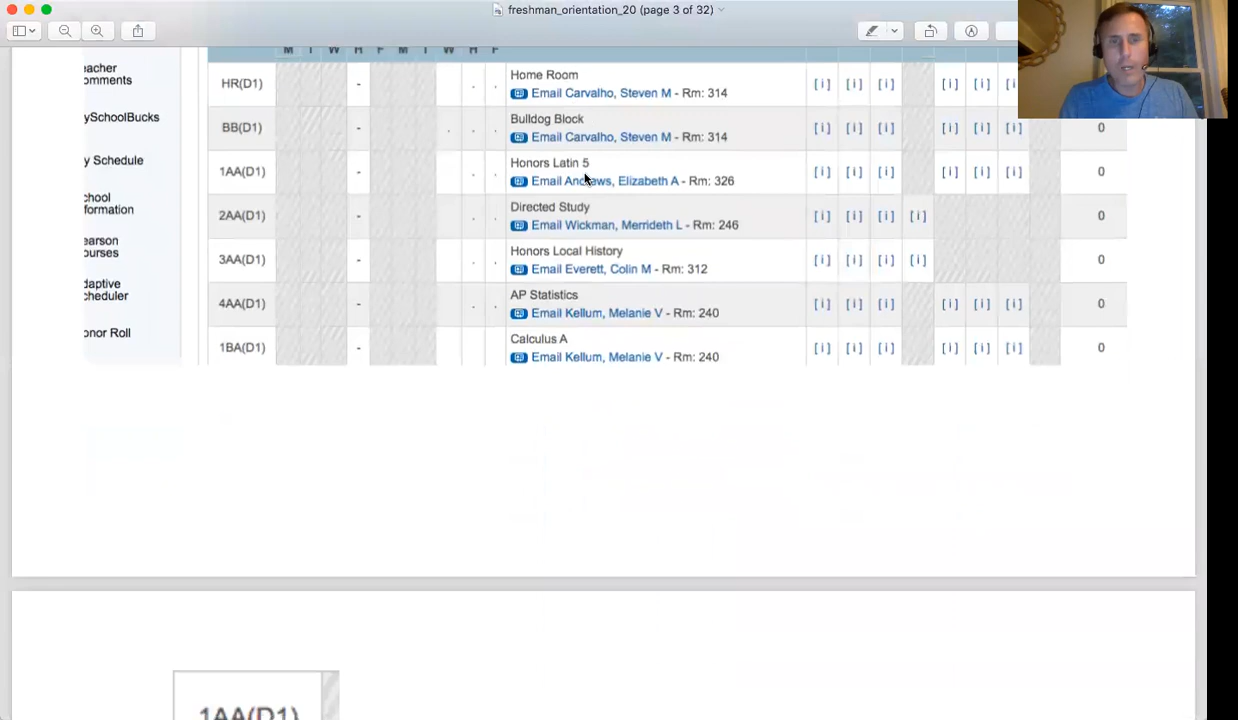 freshman_orientation_20 (page 3 of 32)
M T W H F M T W H F
eacher
omments
ySchoolBucks
y Schedule
chool
formation
earson
ourses
daptive
cheduler
onor Roll
HR(D1) - . . Home Room [i] [i] [i] [i] [i] [i]
Email Carvalho, Steven M - Rm: 314
BB(D1) - . . . Bulldog Block [i] [i] [i] [i] [i] [i] 0
Email Carvalho, Steven M - Rm: 314
1AA(D1) - . . Honors Latin 5 [i] [i] [i] [i] [i] [i] 0
Email Andrews, Elizabeth A - Rm: 326
2AA(D1) - . . Directed Study [i] [i] [i] [i] 0
Email Wickman, Merrideth L - Rm: 246
3AA(D1) - . . Honors Local History [i] [i] [i] [i] 0
Email Everett, Colin M - Rm: 312
4AA(D1) - . . AP Statistics [i] [i] [i] [i] [i] [i] 0
Email Kellum, Melanie V - Rm: 240
1BA(D1) - Calculus A [i] [i] [i] [i] [i] [i] 0
Email Kellum, Melanie V - Rm: 240
1AA(D1)